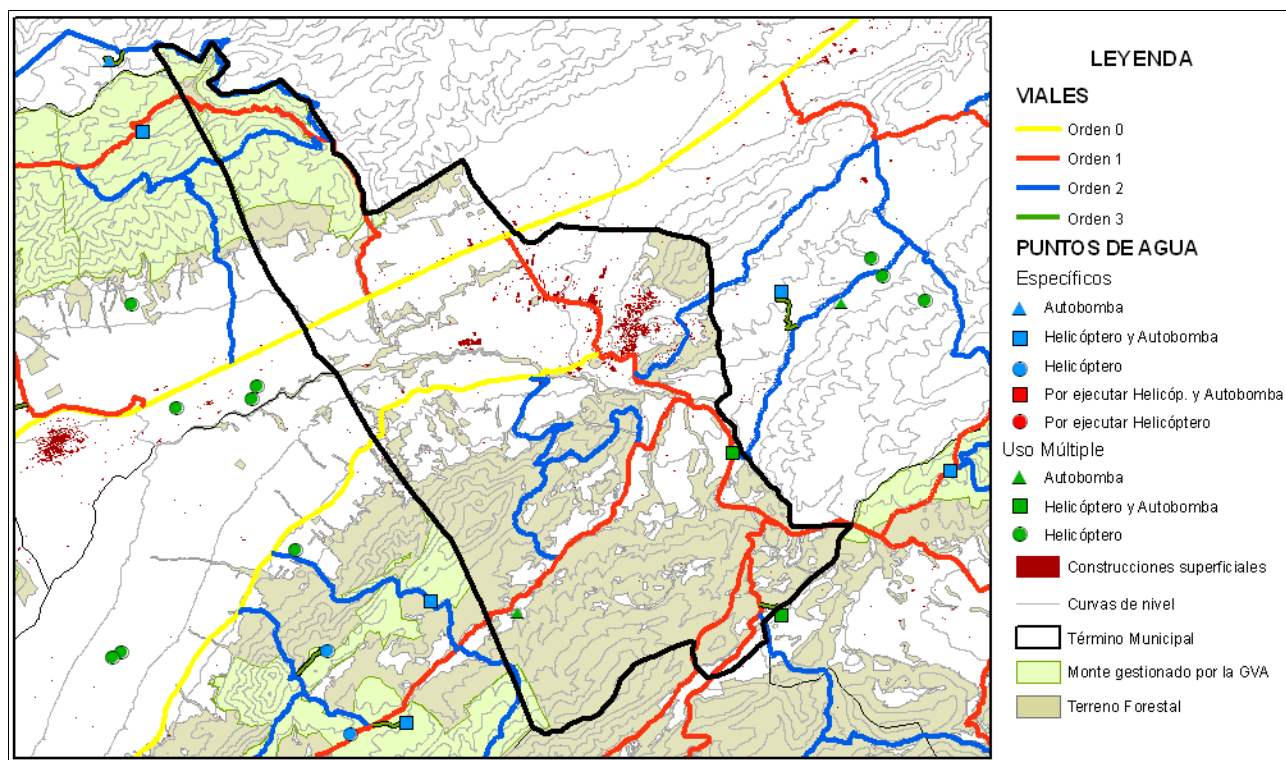 LEYENDA
VIALES
Orden 0
Orden 1
Orden 2
Orden 3
PUNTOS DE AGUA
Específicos
Autobomba
Helicóptero y Autobomba
Helicóptero
Por ejecutar Helicóp. y Autobomba
Por ejecutar Helicóptero
Uso Múltiple
Autobomba
Helicóptero y Autobomba
Helicóptero
Construcciones superficiales
Curvas de nivel
Término Municipal
Monte gestionado por la GVA
Terreno Forestal